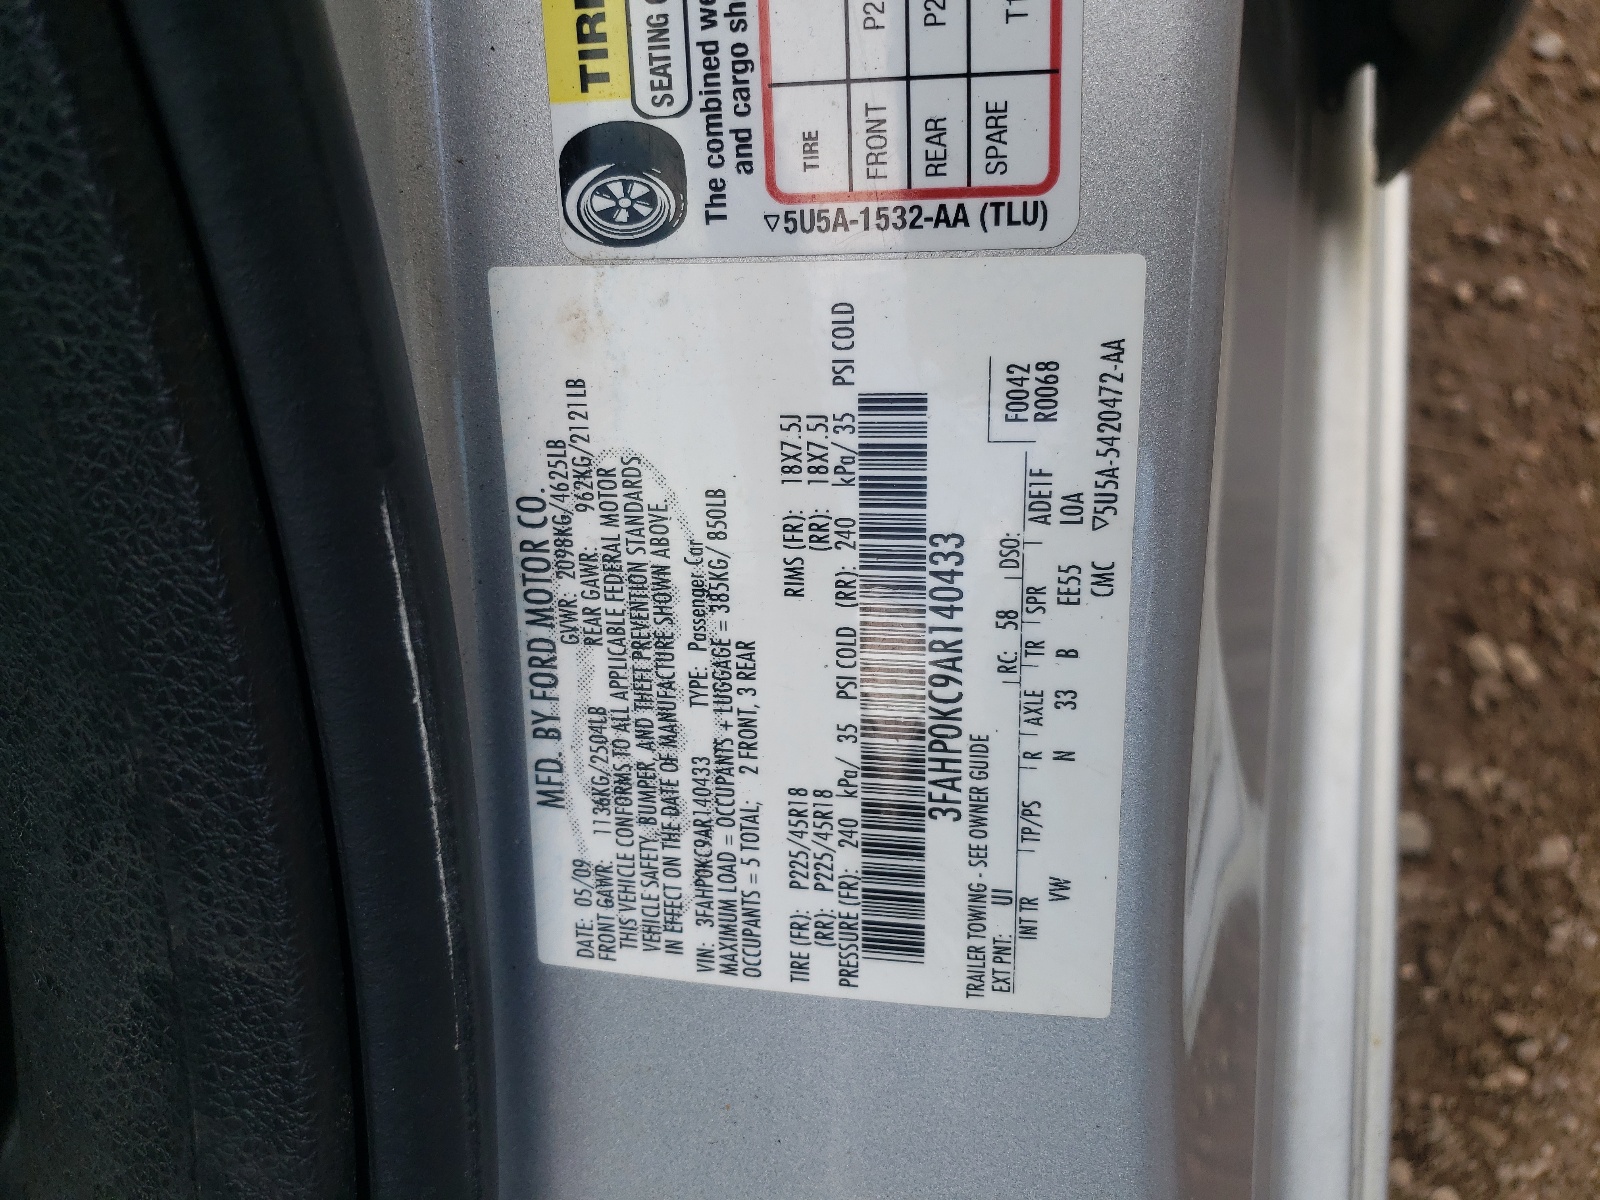 MFD. BY FORD MOTOR CO.
DATE: 05/09 GVWR: 2098KG/4625LB
FRONT GAWR: 1136KG/2504LB REAR GAWR: 962KG/2121LB
THIS VEHICLE CONFORMS TO ALL APPLICABLE FEDERAL MOTOR
VEHICLE SAFETY, BUMPER, AND THEFT PREVENTION STANDARDS
IN EFFECT ON THE DATE OF MANUFACTURE SHOWN ABOVE.
VIN: 3FAHP0KC9AR140433 TYPE: Passenger Car
MAXIMUM LOAD = OCCUPANTS + LUGGAGE = 385KG/ 850LB
OCCUPANTS = 5 TOTAL; 2 FRONT, 3 REAR
TIRE (FR): P225/45R18 RIMS (FR): 18X7.5J
(RR): P225/45R18 (RR): 18X7.5J
PRESSURE (FR): 240 kPa/ 35 PSI COLD (RR): 240 kPa/ 35 PSI COLD
3FAHP0KC9AR140433
TRAILER TOWING - SEE OWNER GUIDE
EXT PNT: UI RC: 58 DSO: F0042
R0068
INT TR TP/PS R AXLE TR SPR ADE1F
VW N 33 B EE55 LOA
CMC ▽5U5A-5420472-AA
TIRE
SEATING
The combined
and cargo
TIRE
FRONT P2
REAR P2
SPARE T1
▽5U5A-1532-AA (TLU)